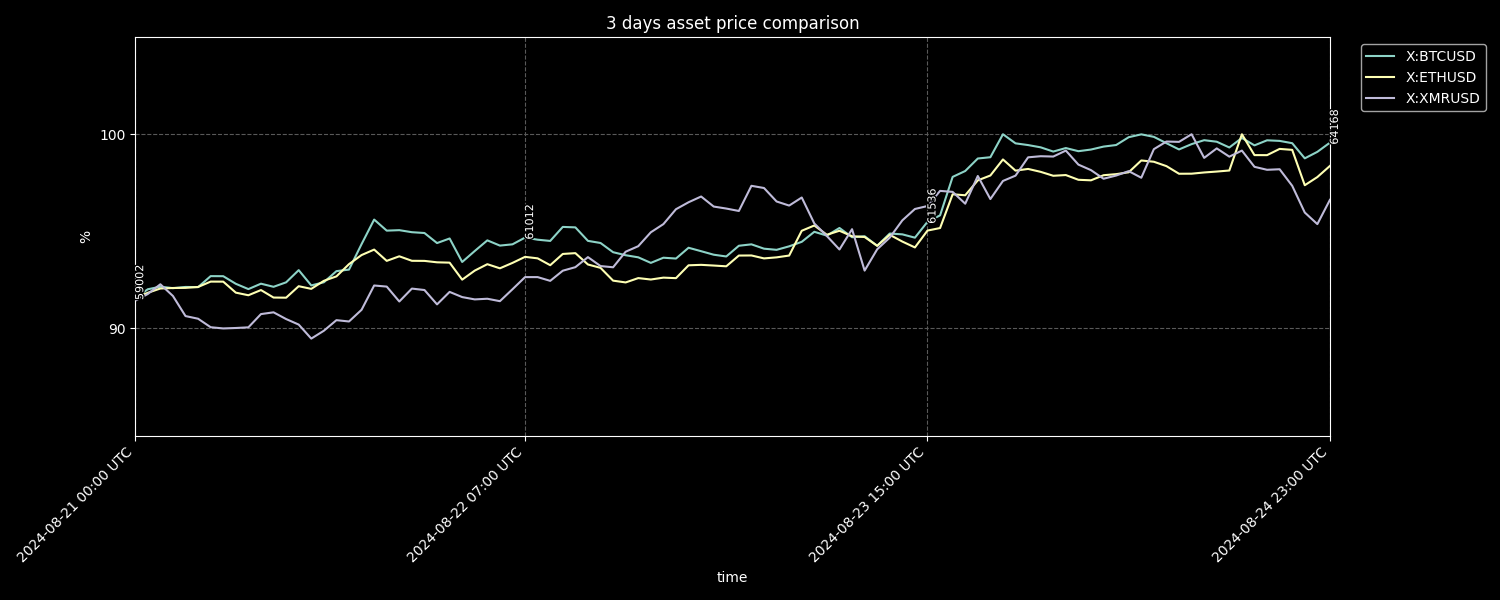 3 days asset price comparison
X:BTCUSD
X:ETHUSD
X:XMRUSD
100
90
%
59002
61012
61536
64168
2024-08-21 00:00 UTC
2024-08-22 07:00 UTC
2024-08-23 15:00 UTC
2024-08-24 23:00 UTC
time